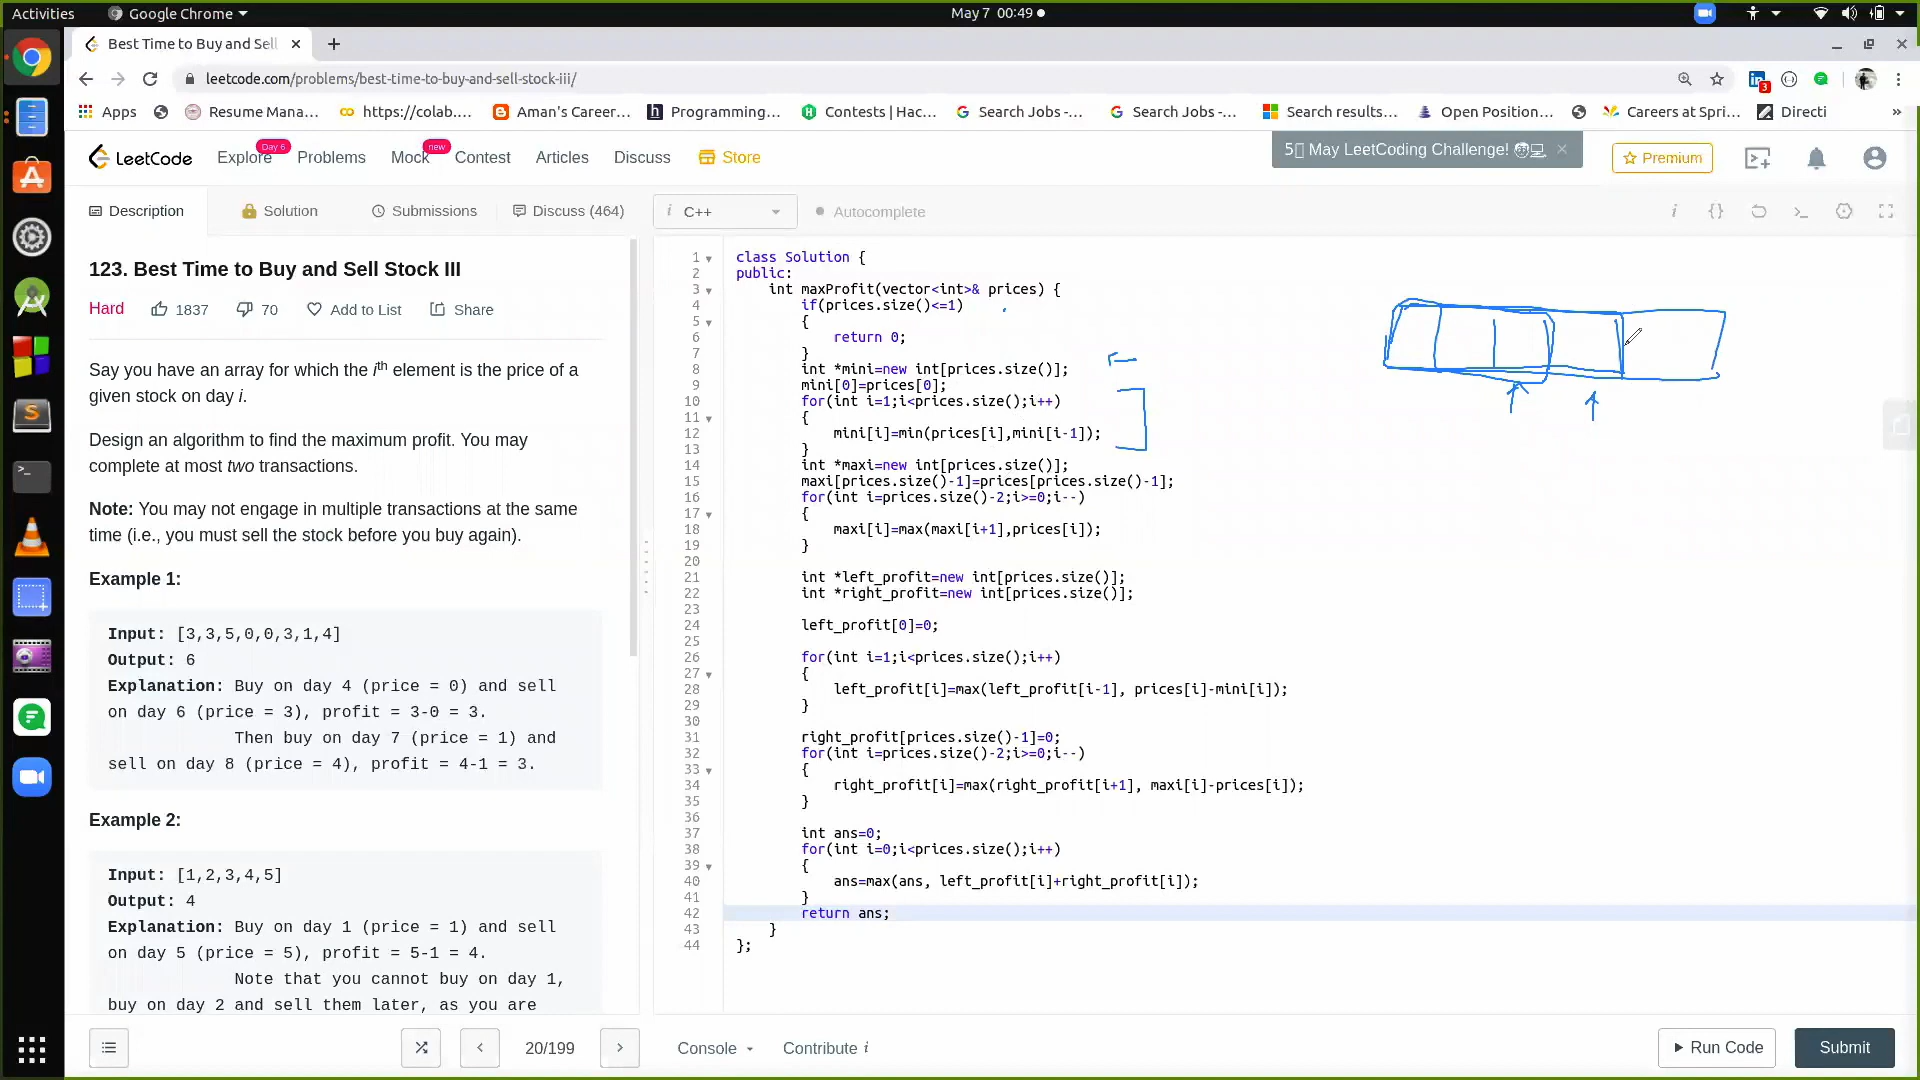 Activities
Google Chrome
May 7 00:49
Best Time to Buy and Sell
leetcode.com/problems/best-time-to-buy-and-sell-stock-iii/
3
Apps
Resume Mana...
https://colab....
Aman's Career...
Programming...
Contests | Hac...
Search Jobs -...
Search Jobs -...
Search results...
Open Position...
Careers at Spri...
Directi
»
LeetCode
Explore
Day 6
Problems
Mock
new
Contest
Articles
Discuss
Store
May LeetCoding Challenge!
Premium
Description
Solution
Submissions
Discuss (464)
i C++
Autocomplete
123. Best Time to Buy and Sell Stock III
Hard
1837
70
Add to List
Share
Say you have an array for which the ith element is the price of a
given stock on day i.
Design an algorithm to find the maximum profit. You may
complete at most two transactions.
Note: You may not engage in multiple transactions at the same
time (i.e., you must sell the stock before you buy again).
Example 1:
Input: [3,3,5,0,0,3,1,4]
Output: 6
Explanation: Buy on day 4 (price = 0) and sell
on day 6 (price = 3), profit = 3-0 = 3.
Then buy on day 7 (price = 1) and
sell on day 8 (price = 4), profit = 4-1 = 3.
Example 2:
Input: [1,2,3,4,5]
Output: 4
Explanation: Buy on day 1 (price = 1) and sell
on day 5 (price = 5), profit = 5-1 = 4.
Note that you cannot buy on day 1,
buy on day 2 and sell them later, as you are
1 class Solution {
2 public:
3 int maxProfit(vector<int>& prices) {
4 if(prices.size()<=1)
5 {
6 return 0;
7 }
8 int *mini=new int[prices.size()];
9 mini[0]=prices[0];
10 for(int i=1;i<prices.size();i++)
11 {
12 mini[i]=min(prices[i],mini[i-1]);
13 }
14 int *maxi=new int[prices.size()];
15 maxi[prices.size()-1]=prices[prices.size()-1];
16 for(int i=prices.size()-2;i>=0;i--)
17 {
18 maxi[i]=max(maxi[i+1],prices[i]);
19 }
20
21 int *left_profit=new int[prices.size()];
22 int *right_profit=new int[prices.size()];
23
24 left_profit[0]=0;
25
26 for(int i=1;i<prices.size();i++)
27 {
28 left_profit[i]=max(left_profit[i-1], prices[i]-mini[i]);
29 }
30
31 right_profit[prices.size()-1]=0;
32 for(int i=prices.size()-2;i>=0;i--)
33 {
34 right_profit[i]=max(right_profit[i+1], maxi[i]-prices[i]);
35 }
36
37 int ans=0;
38 for(int i=0;i<prices.size();i++)
39 {
40 ans=max(ans, left_profit[i]+right_profit[i]);
41 }
42 return ans;
43 }
44 };
20/199
Console
Contribute i
Run Code
Submit